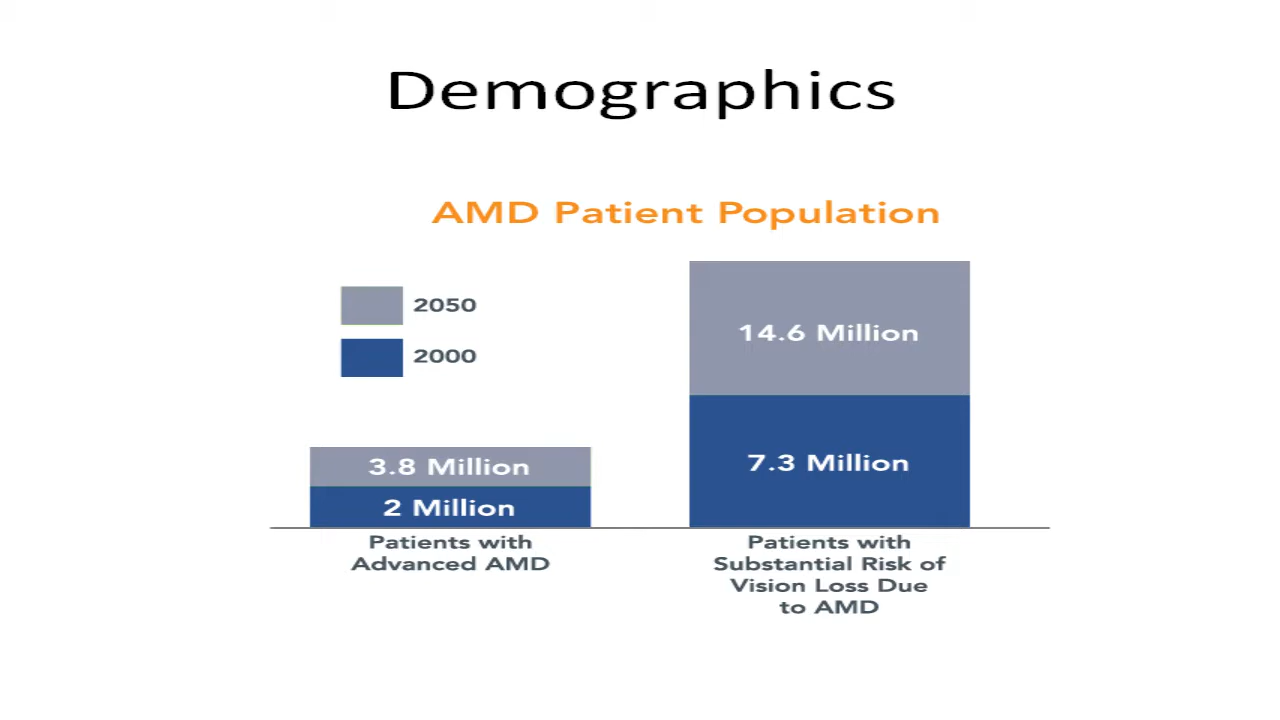 Demographics
AMD Patient Population
2050
2000
14.6 Million
7.3 Million
3.8 Million
2 Million
Patients with
Advanced AMD
Patients with
Substantial Risk of
Vision Loss Due
to AMD